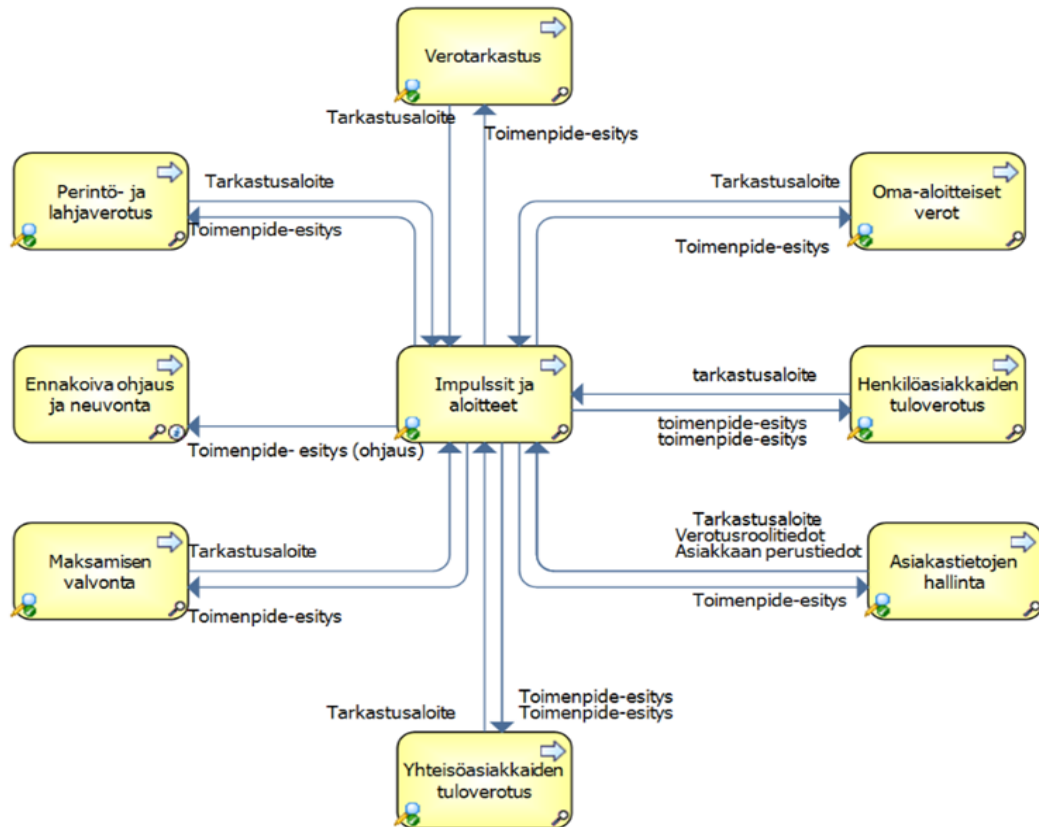 Verotarkastus
Tarkastusaloite
Toimenpide-esitys
Perintö- ja
lahjaverotus
Tarkastusaloite
Toimenpide-esitys
Tarkastusaloite
Toimenpide-esitys
Oma-aloitteiset
verot
Ennakoiva ohjaus
ja neuvonta
Toimenpide- esitys (ohjaus)
Impulssit ja
aloitteet
tarkastusaloite
toimenpide-esitys
toimenpide-esitys
Henkilöasiakkaiden
tuloverotus
Maksamisen
valvonta
Tarkastusaloite
Toimenpide-esitys
Tarkastusaloite
Verotusroolitiedot
Asiakkaan perustiedot
Toimenpide-esitys
Asiakastietojen
hallinta
Tarkastusaloite
Toimenpide-esitys
Toimenpide-esitys
Yhteisöasiakkaiden
tuloverotus